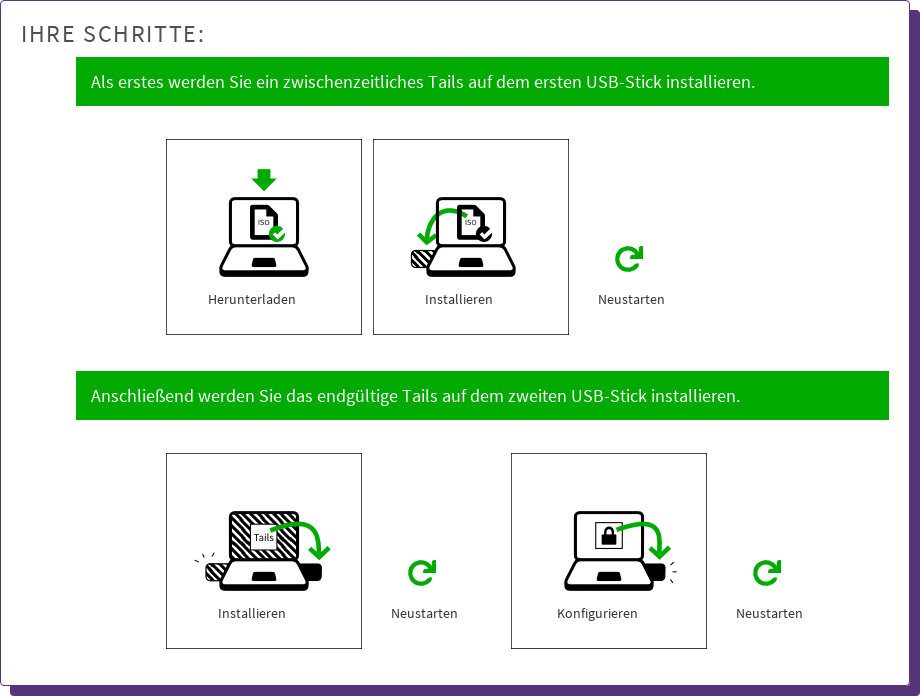 IHRE SCHRITTE:
Als erstes werden Sie ein zwischenzeitliches Tails auf dem ersten USB-Stick installieren.
ISO
ISO
Herunterladen
Installieren
Neustarten
Anschließend werden Sie das endgültige Tails auf dem zweiten USB-Stick installieren.
Tails
Installieren
Neustarten
Konfigurieren
Neustarten